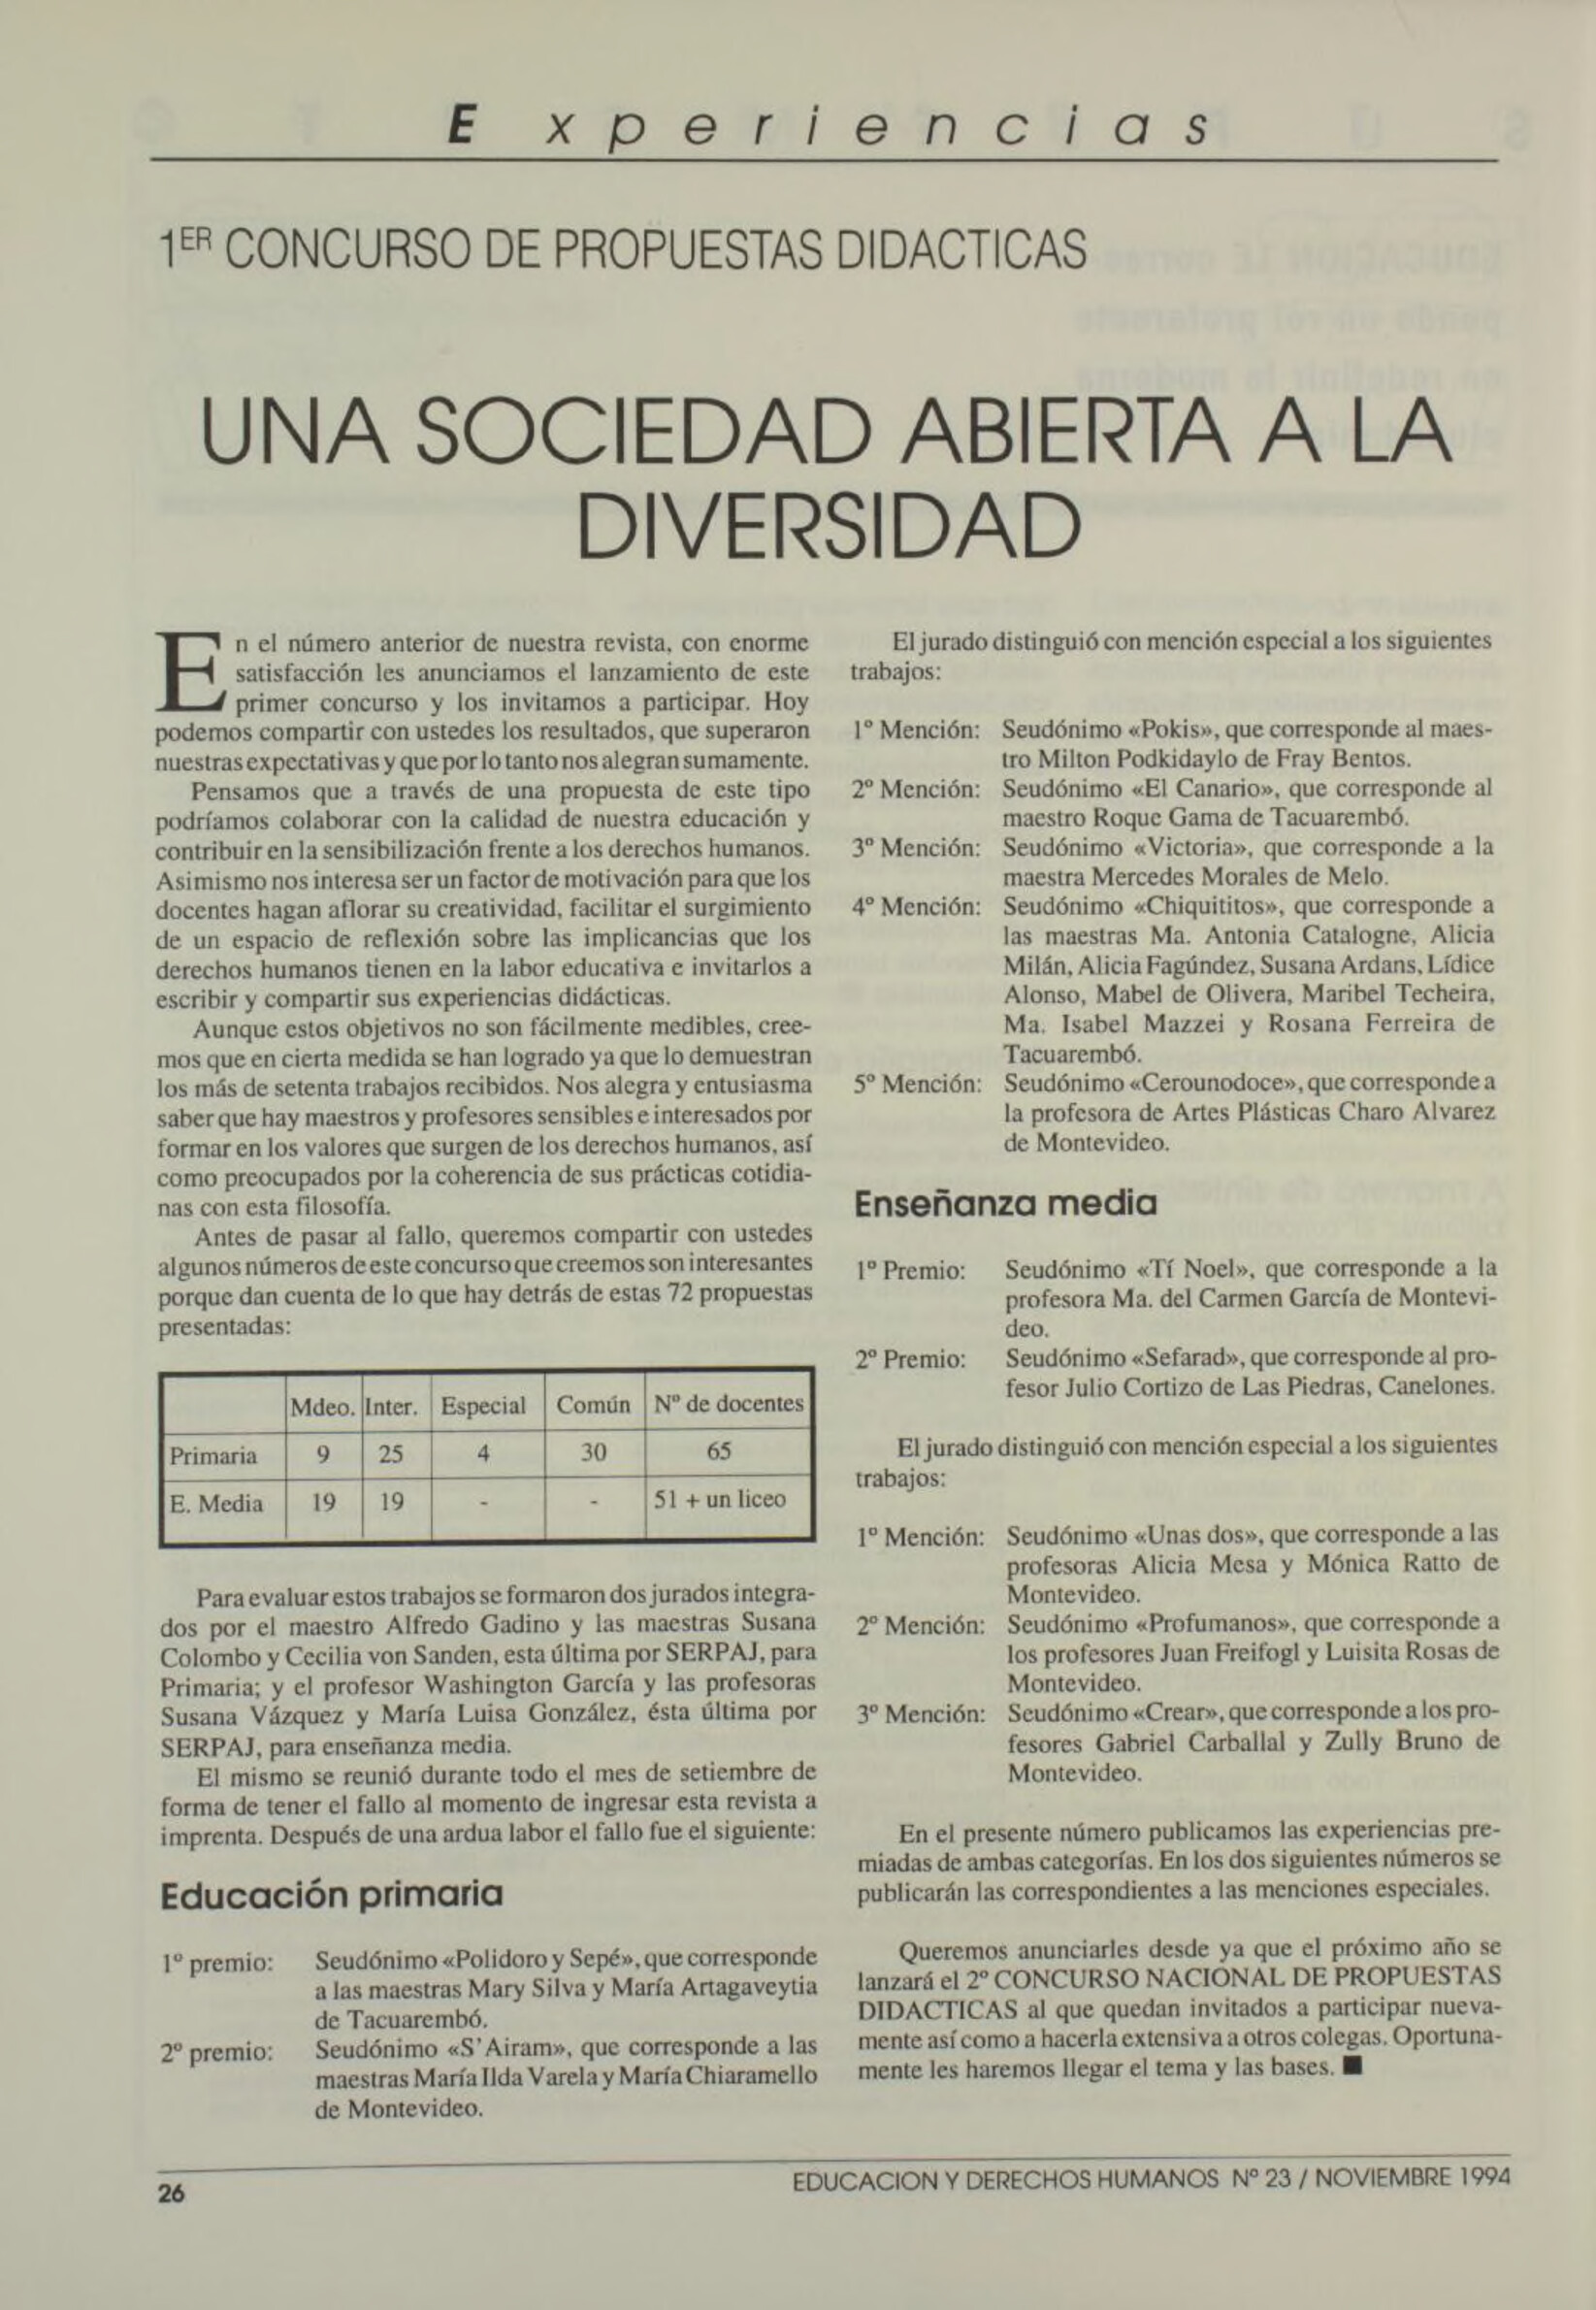 Experiencias
1ER CONCURSO DE PROPUESTAS DIDACTICAS
UNA SOCIEDAD ABIERTA A LA
DIVERSIDAD
En el número anterior de nuestra revista, con enorme
satisfacción les anunciamos el lanzamiento de este
primer concurso y los invitamos a participar. Hoy
podemos compartir con ustedes los resultados, que superaron
nuestras expectativas y que por lo tanto nos alegran sumamente.
Pensamos que a través de una propuesta de este tipo
podríamos colaborar con la calidad de nuestra educación y
contribuir en la sensibilización frente a los derechos humanos.
Asimismo nos interesa ser un factor de motivación para que los
docentes hagan aflorar su creatividad, facilitar el surgimiento
de un espacio de reflexión sobre las implicancias que los
derechos humanos tienen en la labor educativa e invitarlos a
escribir y compartir sus experiencias didácticas.
Aunque estos objetivos no son fácilmente medibles, cree-
mos que en cierta medida se han logrado ya que lo demuestran
los más de setenta trabajos recibidos. Nos alegra y entusiasma
saber que hay maestros y profesores sensibles e interesados por
formar en los valores que surgen de los derechos humanos, así
como preocupados por la coherencia de sus prácticas cotidia-
nas con esta filosofía.
Antes de pasar al fallo, queremos compartir con ustedes
algunos números de este concurso que creemos son interesantes
porque dan cuenta de lo que hay detrás de estas 72 propuestas
presentadas:
Mdeo. Inter. Especial Común Nº de docentes
Primaria 9 25 4 30 65
E. Media 19 19 - - 51 + un liceo
Para evaluar estos trabajos se formaron dos jurados integra-
dos por el maestro Alfredo Gadino y las maestras Susana
Colombo y Cecilia von Sanden, esta última por SERPAJ, para
Primaria; y el profesor Washington García y las profesoras
Susana Vázquez y María Luisa González, ésta última por
SERPAJ, para enseñanza media.
El mismo se reunió durante todo el mes de setiembre de
forma de tener el fallo al momento de ingresar esta revista a
imprenta. Después de una ardua labor el fallo fue el siguiente:
Educación primaria
1º premio: Seudónimo «Polidoro y Sepé», que corresponde
a las maestras Mary Silva y María Artagaveytia
de Tacuarembó.
2º premio: Seudónimo «S'Airam», que corresponde a las
maestras María Ilda Varela y María Chiaramello
de Montevideo.
El jurado distinguió con mención especial a los siguientes
trabajos:
1º Mención: Seudónimo «Pokis», que corresponde al maes-
tro Milton Podkidaylo de Fray Bentos.
2º Mención: Seudónimo «El Canario», que corresponde al
maestro Roque Gama de Tacuarembó.
3º Mención: Seudónimo «Victoria», que corresponde a la
maestra Mercedes Morales de Melo.
4º Mención: Seudónimo «Chiquititos», que corresponde a
las maestras Ma. Antonia Catalogne, Alicia
Milán, Alicia Fagúndez, Susana Ardans, Lídice
Alonso, Mabel de Olivera, Maribel Techeira,
Ma. Isabel Mazzei y Rosana Ferreira de
Tacuarembó.
5º Mención: Seudónimo «Cerounodoce», que corresponde a
la profesora de Artes Plásticas Charo Alvarez
de Montevideo.
Enseñanza media
1º Premio: Seudónimo «Tí Noel», que corresponde a la
profesora Ma. del Carmen García de Montevi-
deo.
2º Premio: Seudónimo «Sefarad», que corresponde al pro-
fesor Julio Cortizo de Las Piedras, Canelones.
El jurado distinguió con mención especial a los siguientes
trabajos:
1º Mención: Seudónimo «Unas dos», que corresponde a las
profesoras Alicia Mesa y Mónica Ratto de
Montevideo.
2º Mención: Seudónimo «Profumanos», que corresponde a
los profesores Juan Freifogl y Luisita Rosas de
Montevideo.
3º Mención: Seudónimo «Crear», que corresponde a los pro-
fesores Gabriel Carballal y Zully Bruno de
Montevideo.
En el presente número publicamos las experiencias pre-
miadas de ambas categorías. En los dos siguientes números se
publicarán las correspondientes a las menciones especiales.
Queremos anunciarles desde ya que el próximo año se
lanzará el 2º CONCURSO NACIONAL DE PROPUESTAS
DIDACTICAS al que quedan invitados a participar nueva-
mente así como a hacerla extensiva a otros colegas. Oportuna-
mente les haremos llegar el tema y las bases. ■
26
EDUCACION Y DERECHOS HUMANOS Nº 23 / NOVIEMBRE 1994